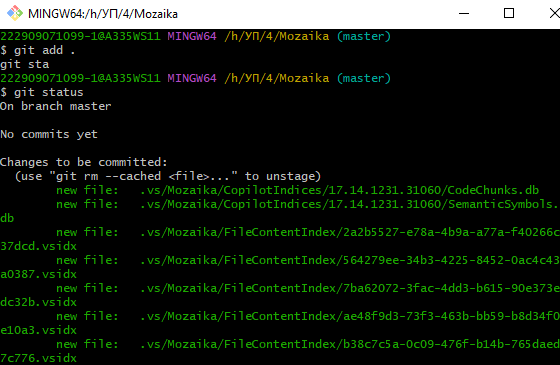 MINGW64:/h/УП/4/Mozaika
222909071099-1@A335WS11 MINGW64 /h/УП/4/Mozaika (master)
$ git add .
git sta
222909071099-1@A335WS11 MINGW64 /h/УП/4/Mozaika (master)
$ git status
On branch master
No commits yet
Changes to be committed:
(use "git rm --cached <file>..." to unstage)
new file: .vs/Mozaika/CopilotIndices/17.14.1231.31060/CodeChunks.db
new file: .vs/Mozaika/CopilotIndices/17.14.1231.31060/SemanticSymbols.
db
new file: .vs/Mozaika/FileContentIndex/2a2b5527-e78a-4b9a-a77a-f40266c
37dcd.vsidx
new file: .vs/Mozaika/FileContentIndex/564279ee-34b3-4225-8452-0ac4c43
a0387.vsidx
new file: .vs/Mozaika/FileContentIndex/7ba62072-3fac-4dd3-b615-90e373e
dc32b.vsidx
new file: .vs/Mozaika/FileContentIndex/ae48f9d3-73f3-463b-bb59-b8d34f0
e10a3.vsidx
new file: .vs/Mozaika/FileContentIndex/b38c7c5a-0c09-476f-b14b-765daed
7c776.vsidx